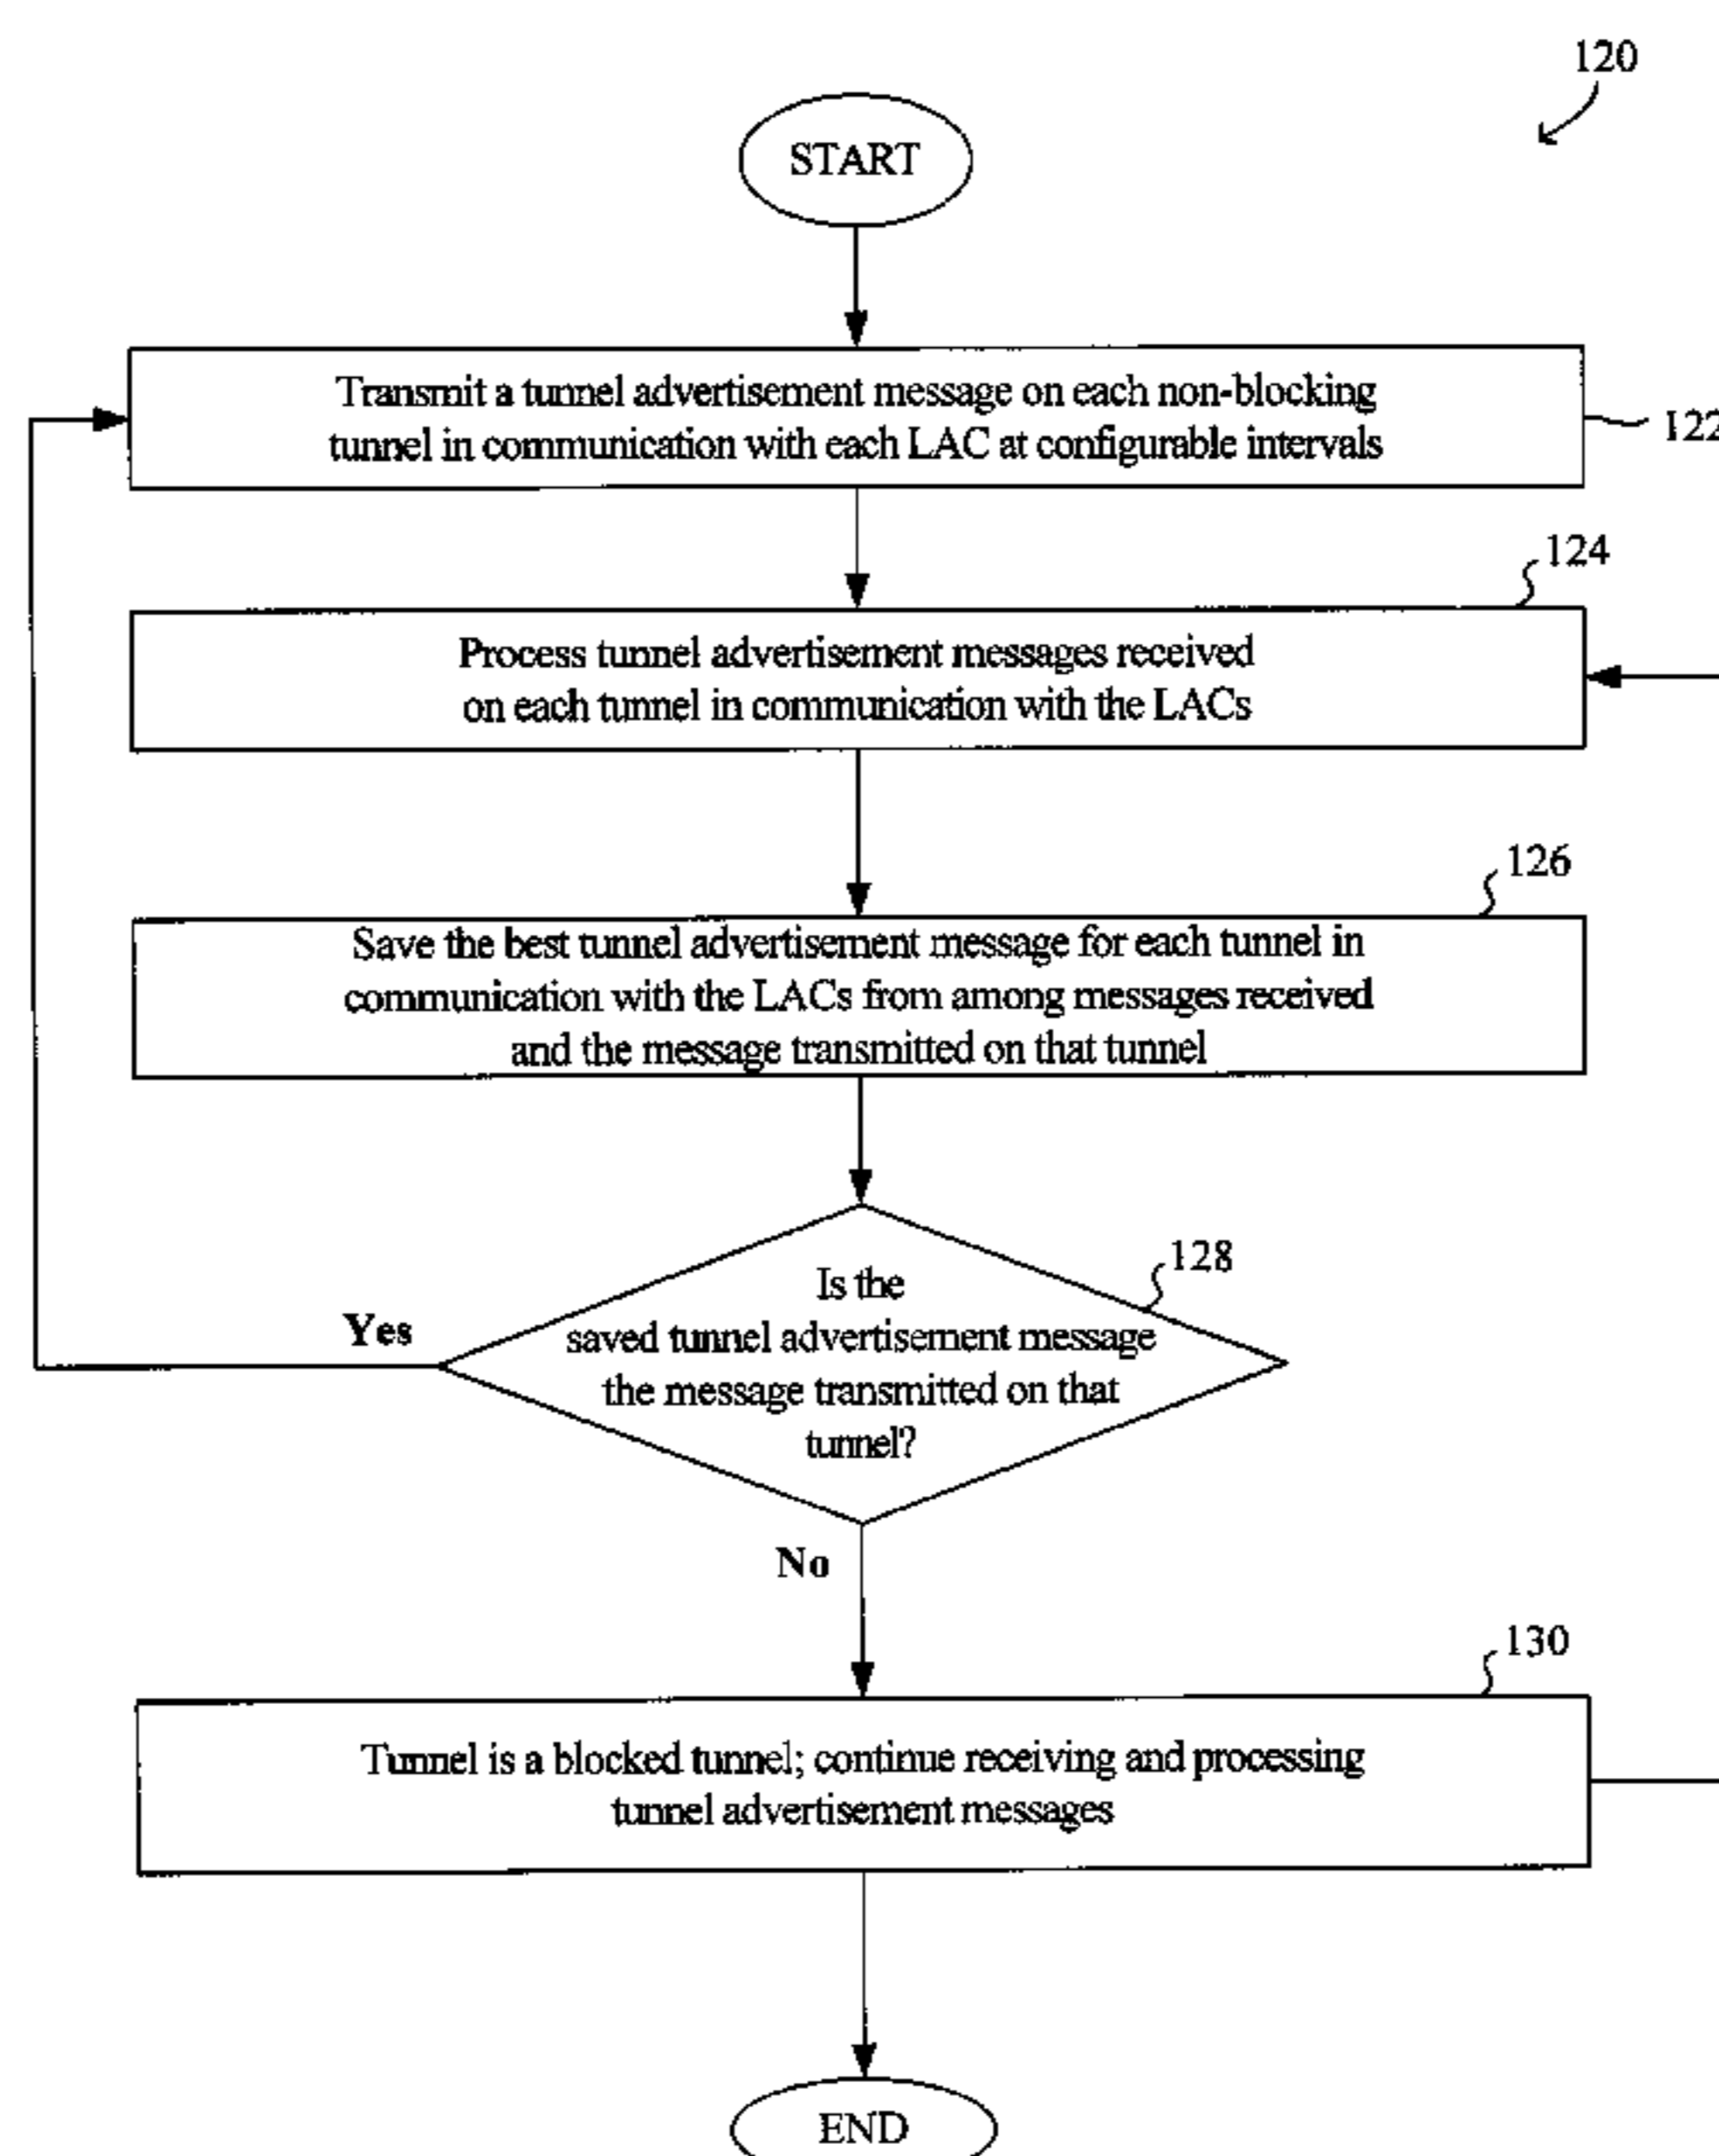 120
START
Transmit a tunnel advertisement message on each non-blocking
tunnel in communication with each LAC at configurable intervals
122
124
Process tunnel advertisement messages received
on each tunnel in communication with the LACs
126
Save the best tunnel advertisement message for each tunnel in
communication with the LACs from among messages received
and the message transmitted on that tunnel
128
Is the
saved tunnel advertisement message
the message transmitted on that
tunnel?
Yes
No
130
Tunnel is a blocked tunnel; continue receiving and processing
tunnel advertisement messages
END